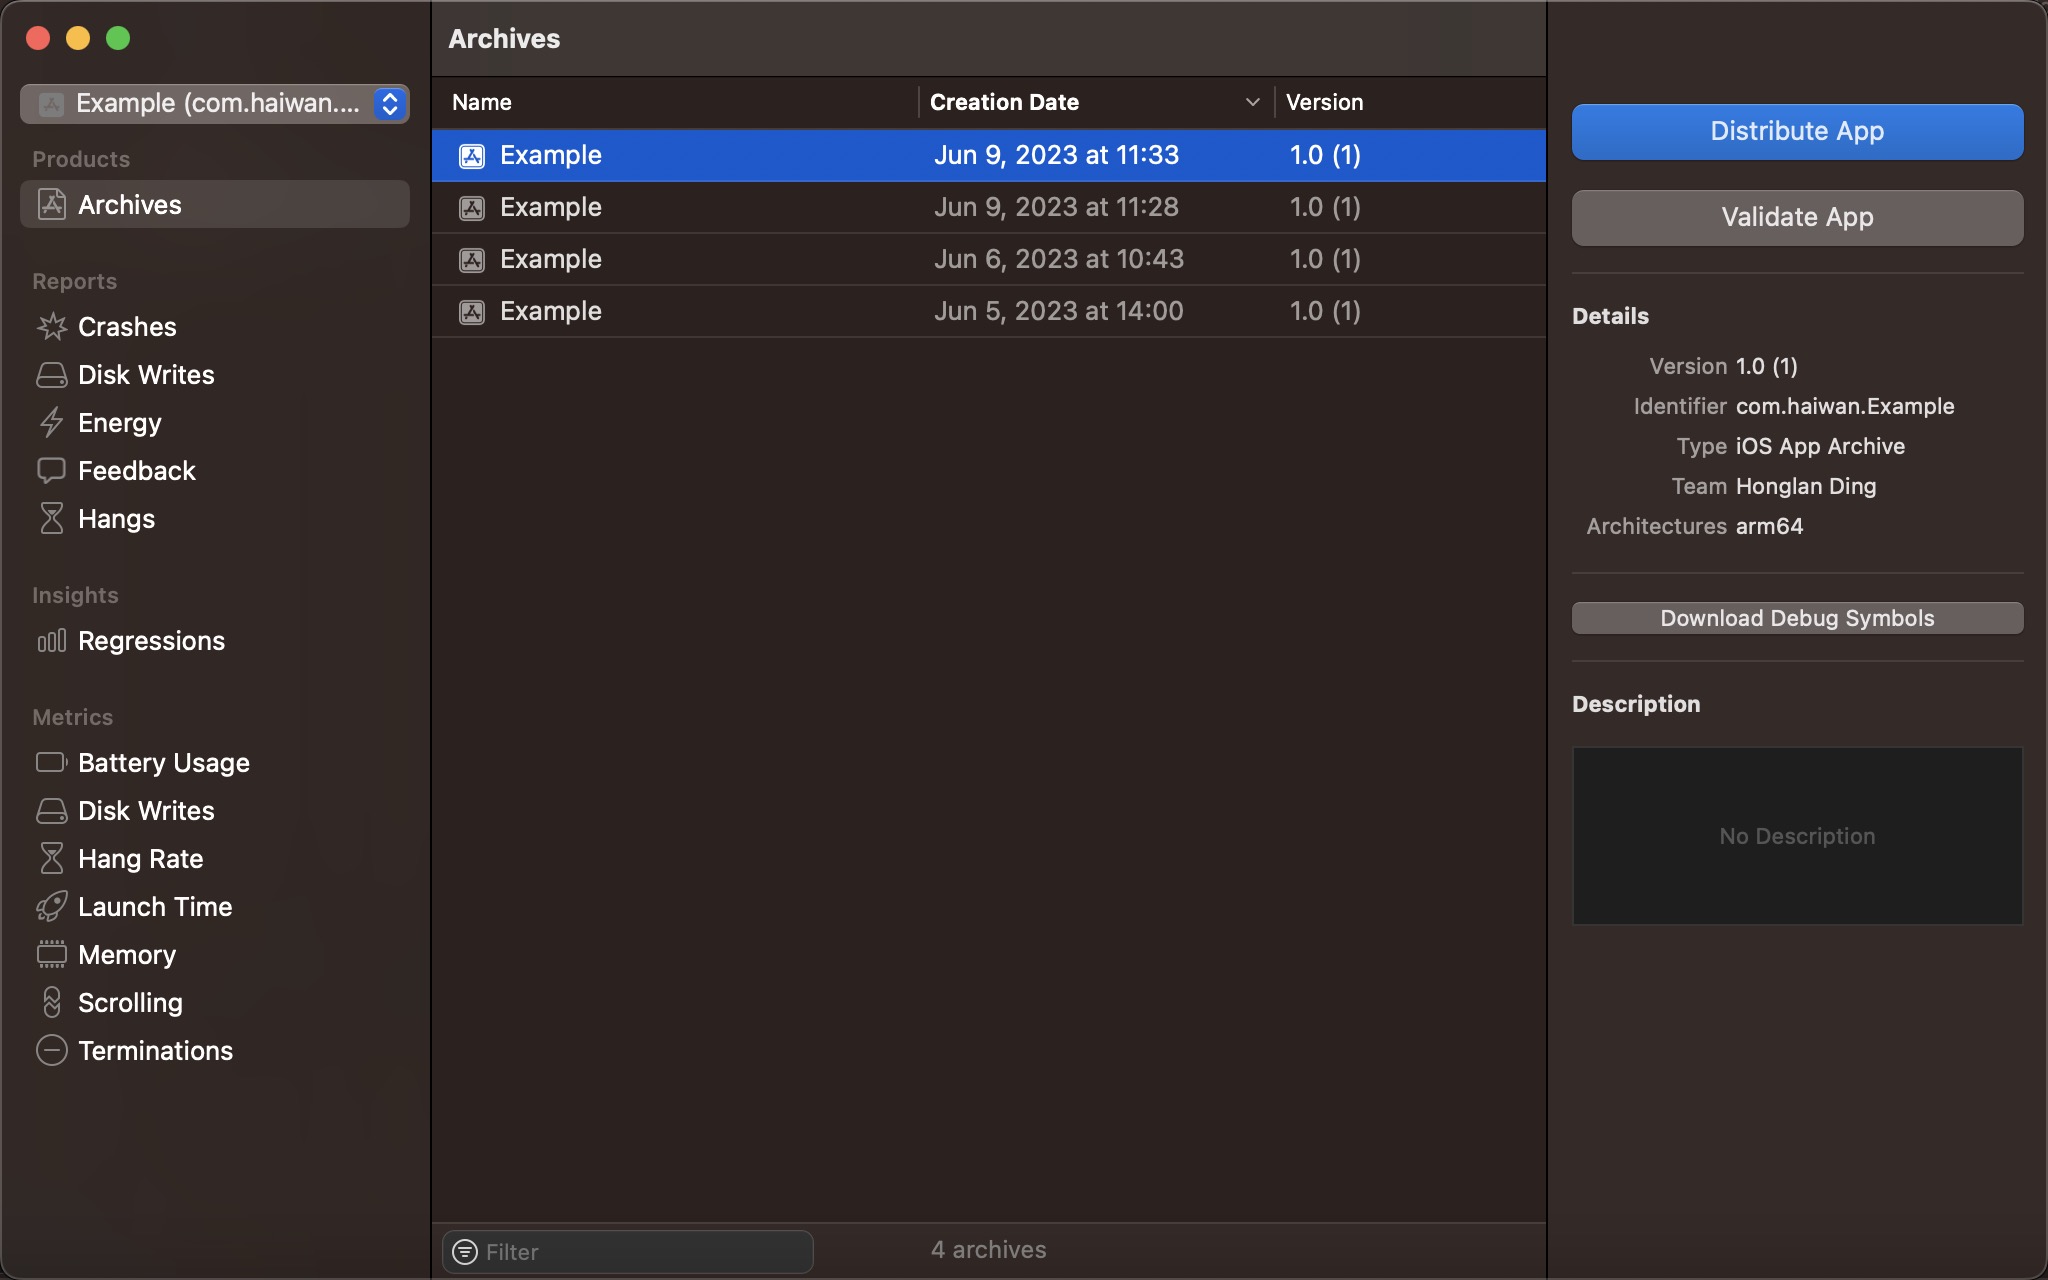 Example (com.haiwan....
Products
Archives
Reports
Crashes
Disk Writes
Energy
Feedback
Hangs
Insights
Regressions
Metrics
Battery Usage
Disk Writes
Hang Rate
Launch Time
Memory
Scrolling
Terminations
Archives
Name Creation Date Version
Example Jun 9, 2023 at 11:33 1.0 (1)
Example Jun 9, 2023 at 11:28 1.0 (1)
Example Jun 6, 2023 at 10:43 1.0 (1)
Example Jun 5, 2023 at 14:00 1.0 (1)
Filter 4 archives
Distribute App
Validate App
Details
Version 1.0 (1)
Identifier com.haiwan.Example
Type iOS App Archive
Team Honglan Ding
Architectures arm64
Download Debug Symbols
Description
No Description